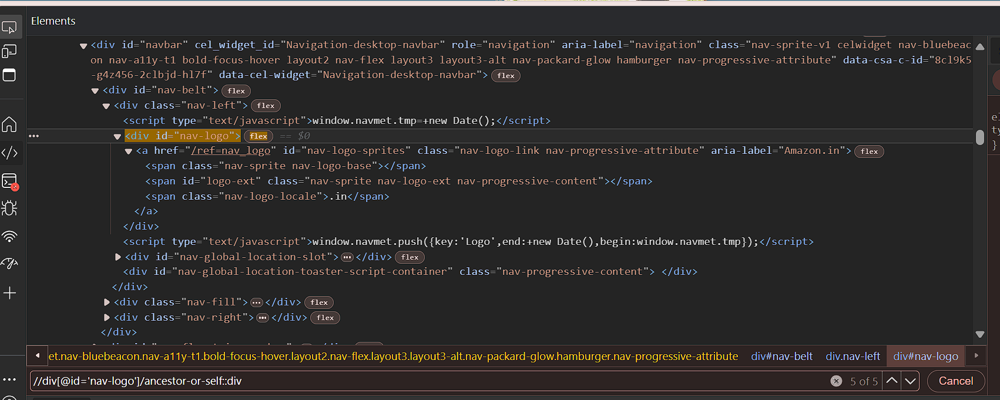 Elements
<div id="navbar" cel_widget_id="Navigation-desktop-navbar" role="navigation" aria-label="navigation" class="nav-sprite-v1 celwidget nav-bluebeac
on nav-a11y-t1 bold-focus-hover layout2 nav-flex layout3 layout3-alt nav-packard-glow hamburger nav-progressive-attribute" data-csa-c-id="8cl9k5
-g4z456-2clbjd-hl7f" data-cel-widget="Navigation-desktop-navbar"> flex
<div id="nav-belt"> flex
<div class="nav-left"> flex
<script type="text/javascript">window.navmet.tmp=+new Date();</script>
••• <div id="nav-logo"> flex == $0
<a href="/ref=nav_logo" id="nav-logo-sprites" class="nav-logo-link nav-progressive-attribute" aria-label="Amazon.in"> flex
<span class="nav-sprite nav-logo-base"></span>
<span id="logo-ext" class="nav-sprite nav-logo-ext nav-progressive-content"></span>
<span class="nav-logo-locale">.in</span>
</a>
</div>
<script type="text/javascript">window.navmet.push({key:'Logo',end:+new Date(),begin:window.navmet.tmp});</script>
<div id="nav-global-location-slot"> ••• </div> flex
<div id="nav-global-location-toaster-script-container" class="nav-progressive-content"> </div>
</div>
<div class="nav-fill"> ••• </div> flex
<div class="nav-right"> ••• </div> flex
</div>
et.nav-bluebeacon.nav-a11y-t1.bold-focus-hover.layout2.nav-flex.layout3.layout3-alt.nav-packard-glow.hamburger.nav-progressive-attribute div#nav-belt div.nav-left div#nav-logo
//div[@id='nav-logo']/ancestor-or-self::div 5 of 5 Cancel